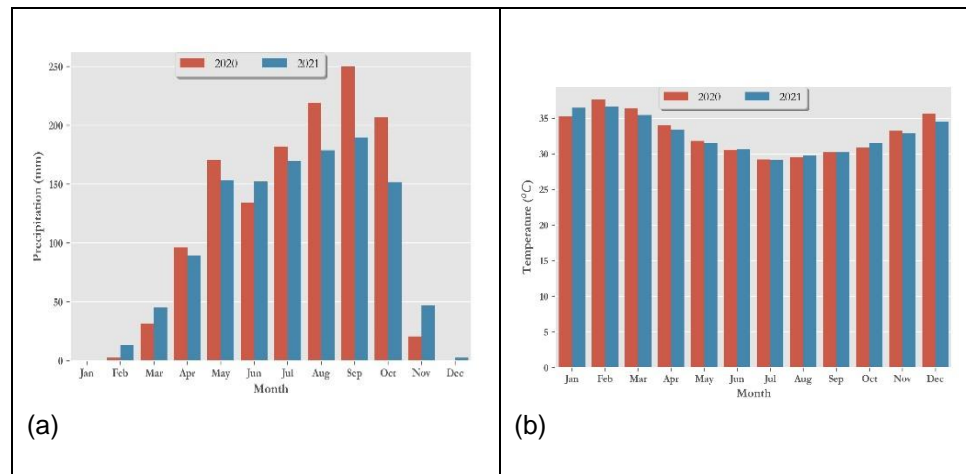 2020 2021
250
200
150
100
50
0
Precipitation (mm)
Jan Feb Mar Apr May Jun Jul Aug Sep Oct Nov Dec
Month
(a)
2020 2021
35
30
25
20
15
10
5
0
Temperature (°C)
Jan Feb Mar Apr May Jun Jul Aug Sep Oct Nov Dec
Month
(b)